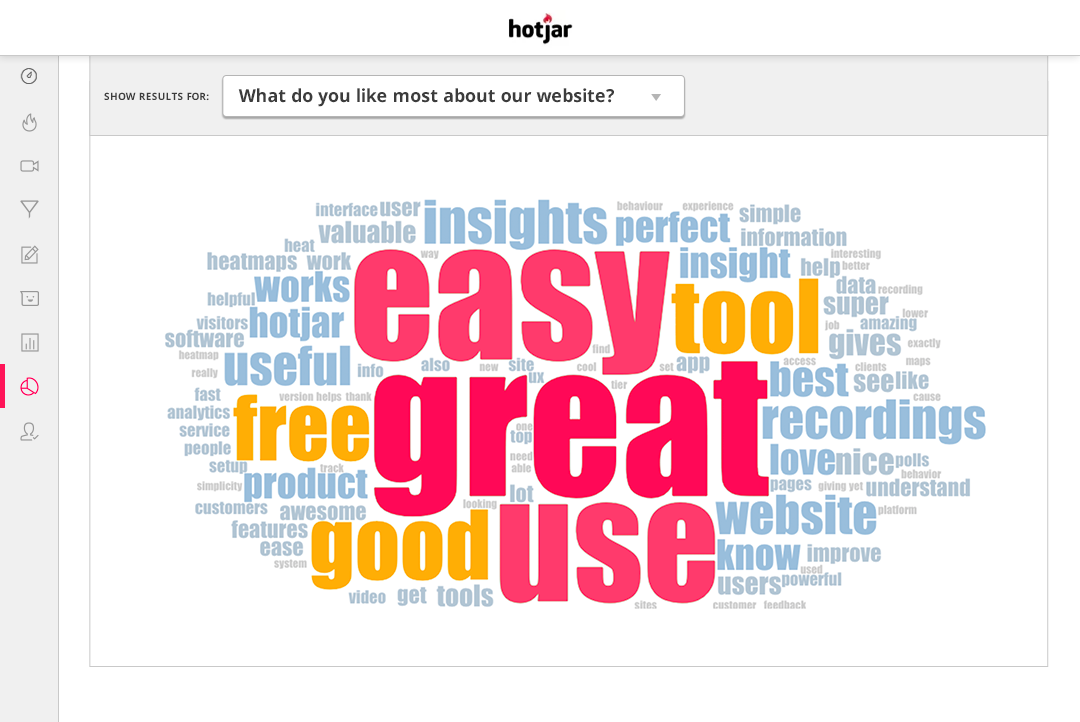 hotjar
SHOW RESULTS FOR:
What do you like most about our website?
interface user insights behaviour experience simple
valuable perfect information
heat way interesting
heatmaps work easy insight help better
helpful works tool data recording
super lower
visitors hotjar job amazing
software find gives exactly
heatmap useful also new site cool set app access clients maps
really info ux tier best see like
fast version helps thank great cause
analytics free recordings
service one top
people need love nice polls
setup track able behavior
simplicity product lot pages giving yet understand
customers awesome looking website platform
features good use
ease know improve
system used
users powerful
video get tools
sites customer feedback